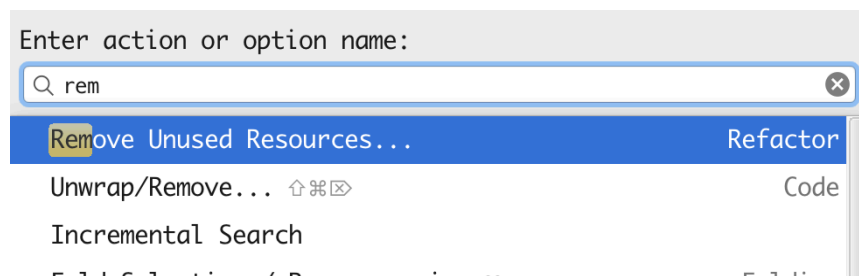 Enter action or option name:
rem
Remove Unused Resources... Refactor
Unwrap/Remove... ⇧⌘⌦ Code
Incremental Search